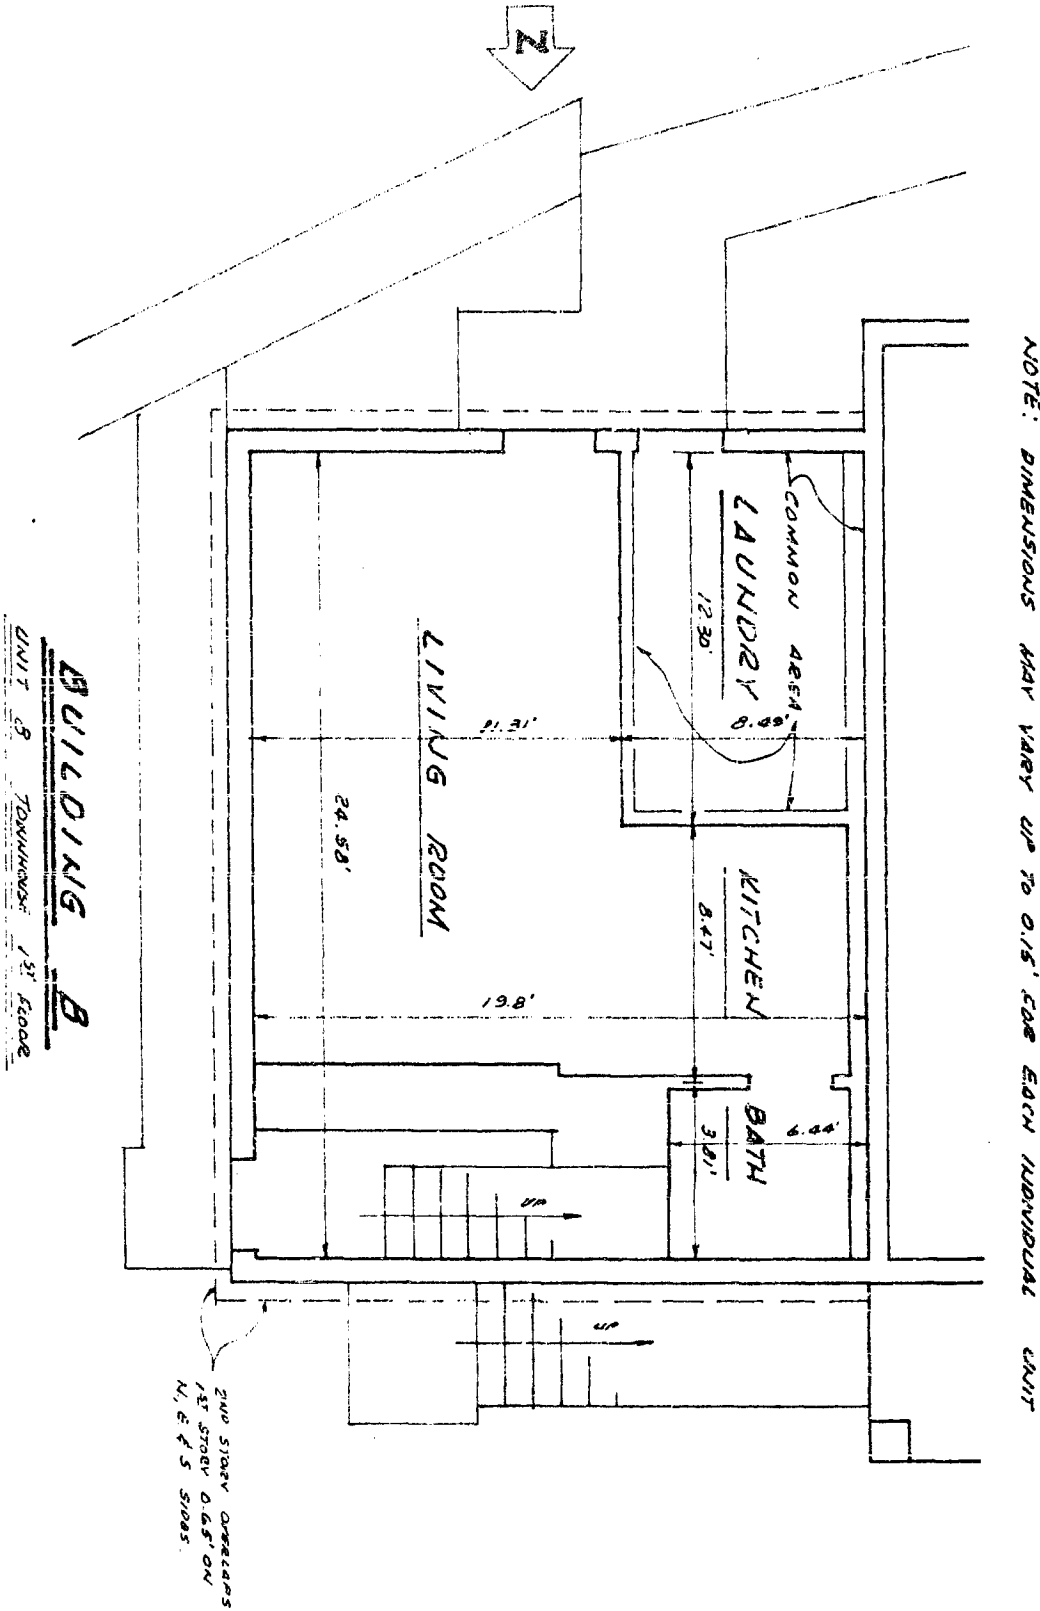 NOTE: DIMENSIONS MAY VARY UP TO 0.15' FOR EACH INDIVIDUAL UNIT
N
COMMON AREA
LAUNDRY
12.30'
8.49'
LIVING ROOM
11.31'
24.58'
KITCHEN
8.47'
19.8'
BATH
6.44'
3.81'
UP
UP
2ND STORY OVERLAPS
1ST STORY 0.65' ON
N, E & S SIDES.
BUILDING B
UNIT B TOWNHOUSE 1ST FLOOR